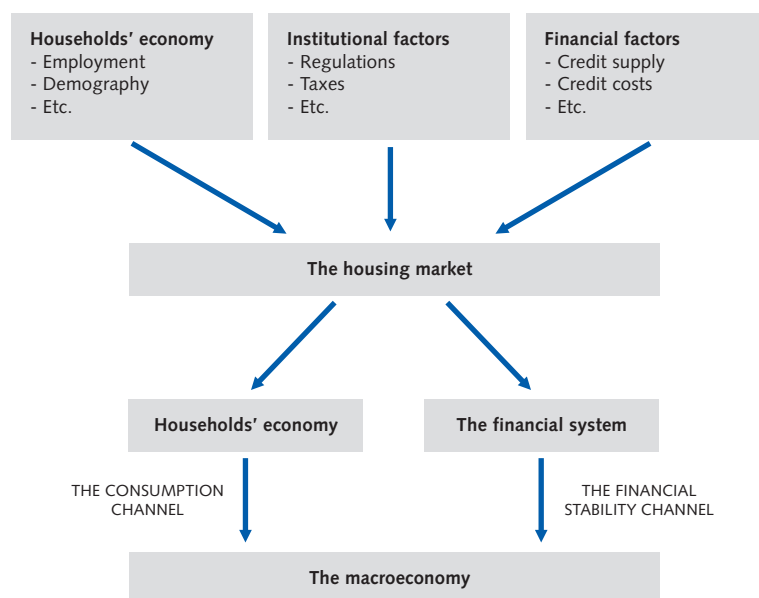 Households' economy
- Employment
- Demography
- Etc.
Institutional factors
- Regulations
- Taxes
- Etc.
Financial factors
- Credit supply
- Credit costs
- Etc.
The housing market
Households' economy
The financial system
THE CONSUMPTION
CHANNEL
THE FINANCIAL
STABILITY CHANNEL
The macroeconomy